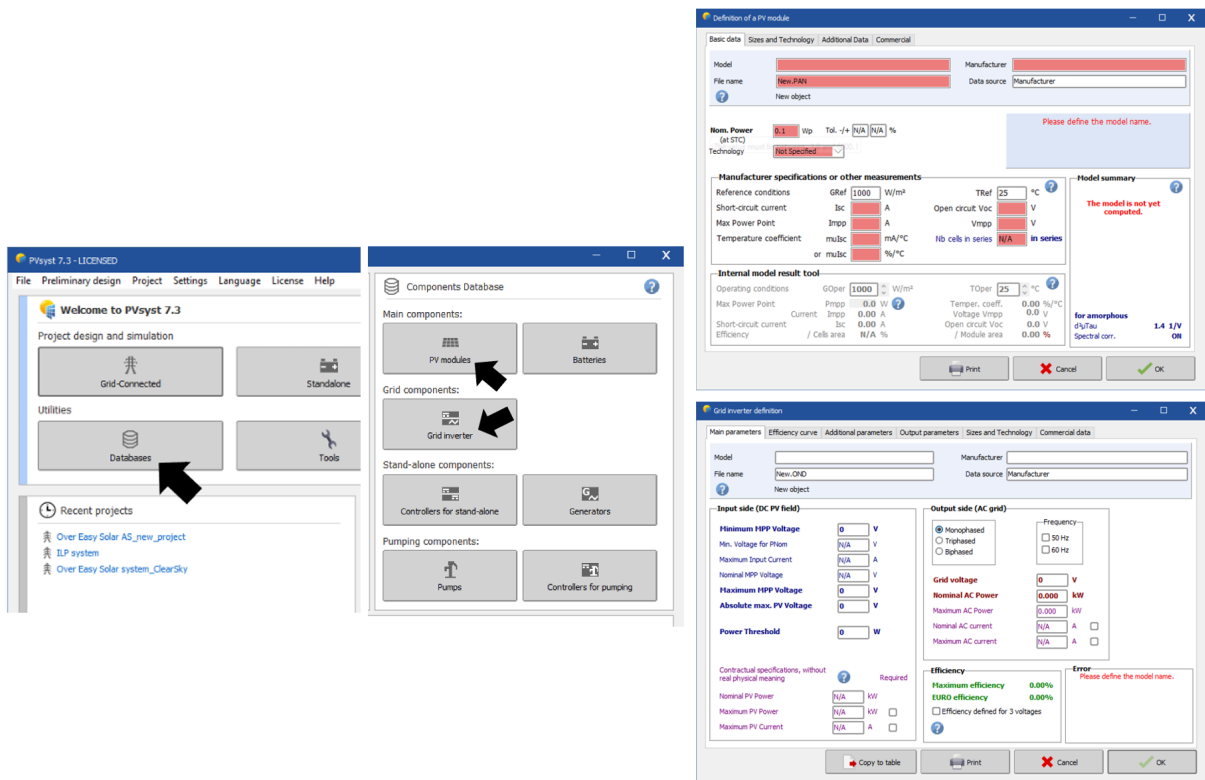 PVsyst 7.3 - LICENSED
File Preliminary design Project Settings Language License Help
Welcome to PVsyst 7.3
Project design and simulation
Grid-Connected Standalone
Utilities
Databases Tools
Recent projects
Over Easy Solar AS_new_project
ILP system
Over Easy Solar system_ClearSky
Components Database
Main components:
PV modules Batteries
Grid components:
Grid inverter
Stand-alone components:
Controllers for stand-alone Generators
Pumping components:
Pumps Controllers for pumping
Definition of a PV module
Basic data Sizes and Technology Additional Data Commercial
Model Manufacturer
File name New.PAN Data source Manufacturer
New object
Please define the model name.
Nom. Power 0.1 Wp Tol. -/+ N/A N/A %
(at STC)
Technology Not Specified
Manufacturer specifications or other measurements
Reference conditions GRef 1000 W/m² TRef 25 °C
Short-circuit current Isc A Open circuit Voc V
Max Power Point Impp A Vmpp V
Temperature coefficient muIsc mA/°C Nb cells in series N/A in series
or muIsc %/°C
Model summary
The model is not yet
computed.
Internal model result tool
Operating conditions GOper 1000 W/m² TOper 25 °C
Max Power Point Pmpp 0.0 W Temper. coeff. 0.00 %/°C
Current Impp 0.00 A Voltage Vmpp 0.0 V
Short-circuit current Isc 0.00 A Open circuit Voc 0.0 V
Efficiency / Cells area N/A % / Module area 0.00 %
for amorphous
d²µTau 1.4 1/V
Spectral corr. ON
Print Cancel OK
Grid inverter definition
Main parameters Efficiency curve Additional parameters Output parameters Sizes and Technology Commercial data
Model Manufacturer
File name New.OND Data source Manufacturer
New object
Input side (DC PV field)
Minimum MPP Voltage 0 V
Min. Voltage for PNom N/A V
Maximum Input Current N/A A
Nominal MPP Voltage N/A V
Maximum MPP Voltage 0 V
Absolute max. PV Voltage 0 V
Power Threshold 0 W
Contractual specifications, without
real physical meaning Required
Nominal PV Power N/A kW
Maximum PV Power N/A kW
Maximum PV Current N/A A
Output side (AC grid)
Monophased
Triphased
Biphased
Frequency
50 Hz
60 Hz
Grid voltage 0 V
Nominal AC Power 0.000 kW
Maximum AC Power 0.000 kW
Nominal AC current N/A A
Maximum AC current N/A A
Efficiency
Maximum efficiency 0.00%
EURO efficiency 0.00%
Efficiency defined for 3 voltages
Error
Please define the model name.
Copy to table Print Cancel OK